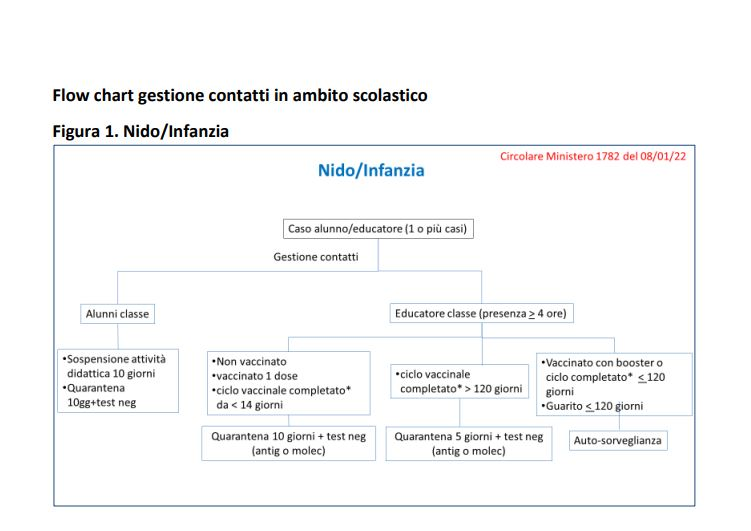 Flow chart gestione contatti in ambito scolastico
Figura 1. Nido/Infanzia
Circolare Ministero 1782 del 08/01/22
Nido/Infanzia
Caso alunno/educatore (1 o più casi)
Gestione contatti
Alunni classe
Educatore classe (presenza ≥ 4 ore)
•Sospensione attività
didattica 10 giorni
•Quarantena
10gg+test neg
•Non vaccinato
•vaccinato 1 dose
•ciclo vaccinale completato*
da < 14 giorni
•ciclo vaccinale
completato* > 120 giorni
•Vaccinato con booster o
ciclo completato* ≤ 120
giorni
•Guarito ≤ 120 giorni
Quarantena 10 giorni + test neg
(antig o molec)
Quarantena 5 giorni + test neg
(antig o molec)
Auto-sorveglianza